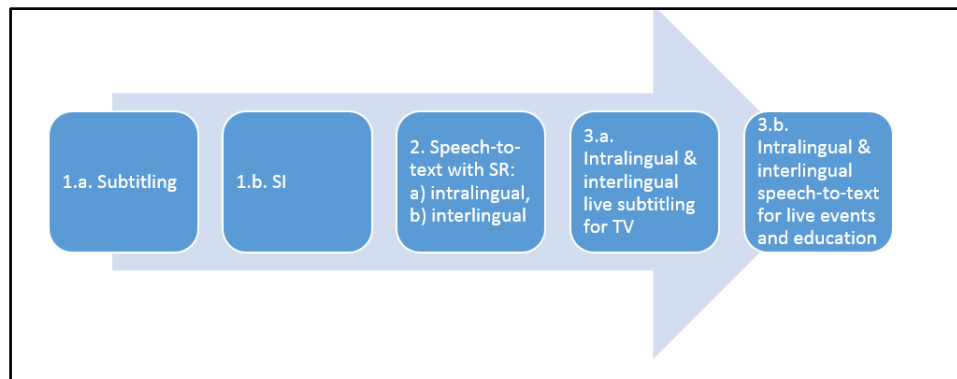 1.a. Subtitling
1.b. SI
2. Speech-to-
text with SR:
a) intralingual,
b) interlingual
3.a.
Intralingual &
interlingual
live subtitling
for TV
3.b.
Intralingual &
interlingual
speech-to-text
for live events
and education